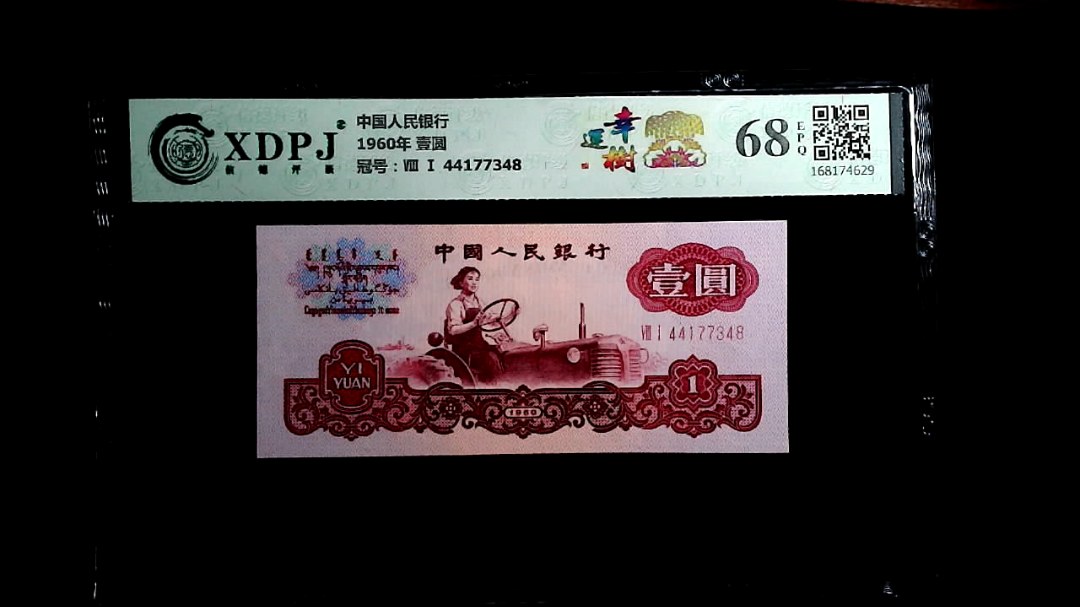 XDPJ
中国人民银行
1960年 壹圆
冠号: Ⅷ Ⅰ 44177348
幸運樹
68
EPQ
168174629
中國人民銀行
壹圓
Ⅷ Ⅰ 44177348
YI
YUAN
1960
1